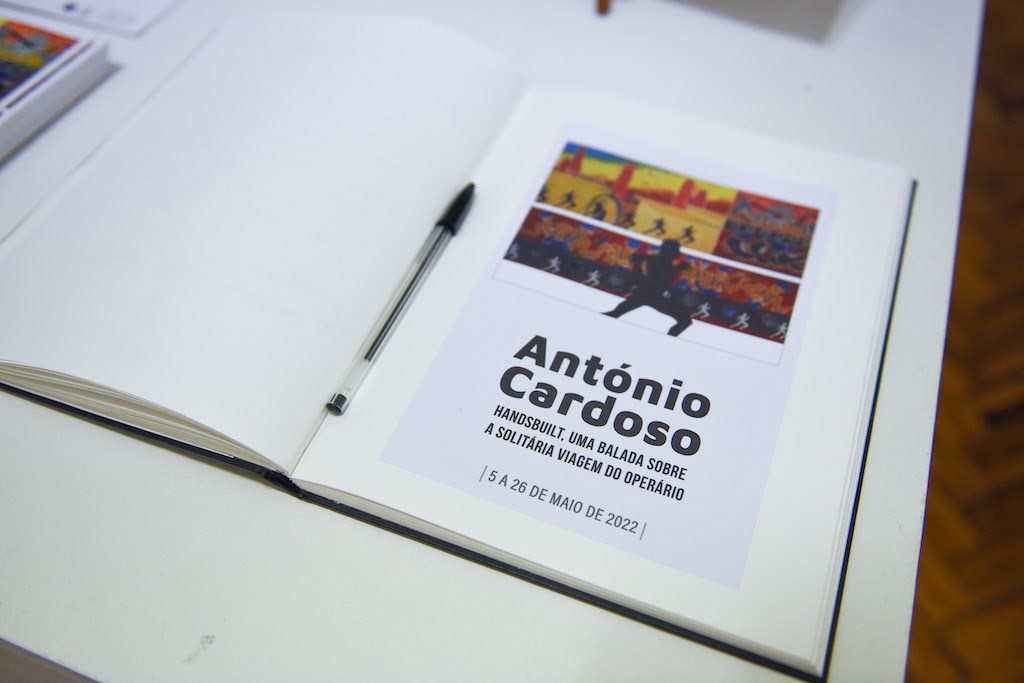 António
Cardoso
HANDSBUILT, UMA BALADA SOBRE
A SOLITÁRIA VIAGEM DO OPERÁRIO
| 5 A 26 DE MAIO DE 2022 |